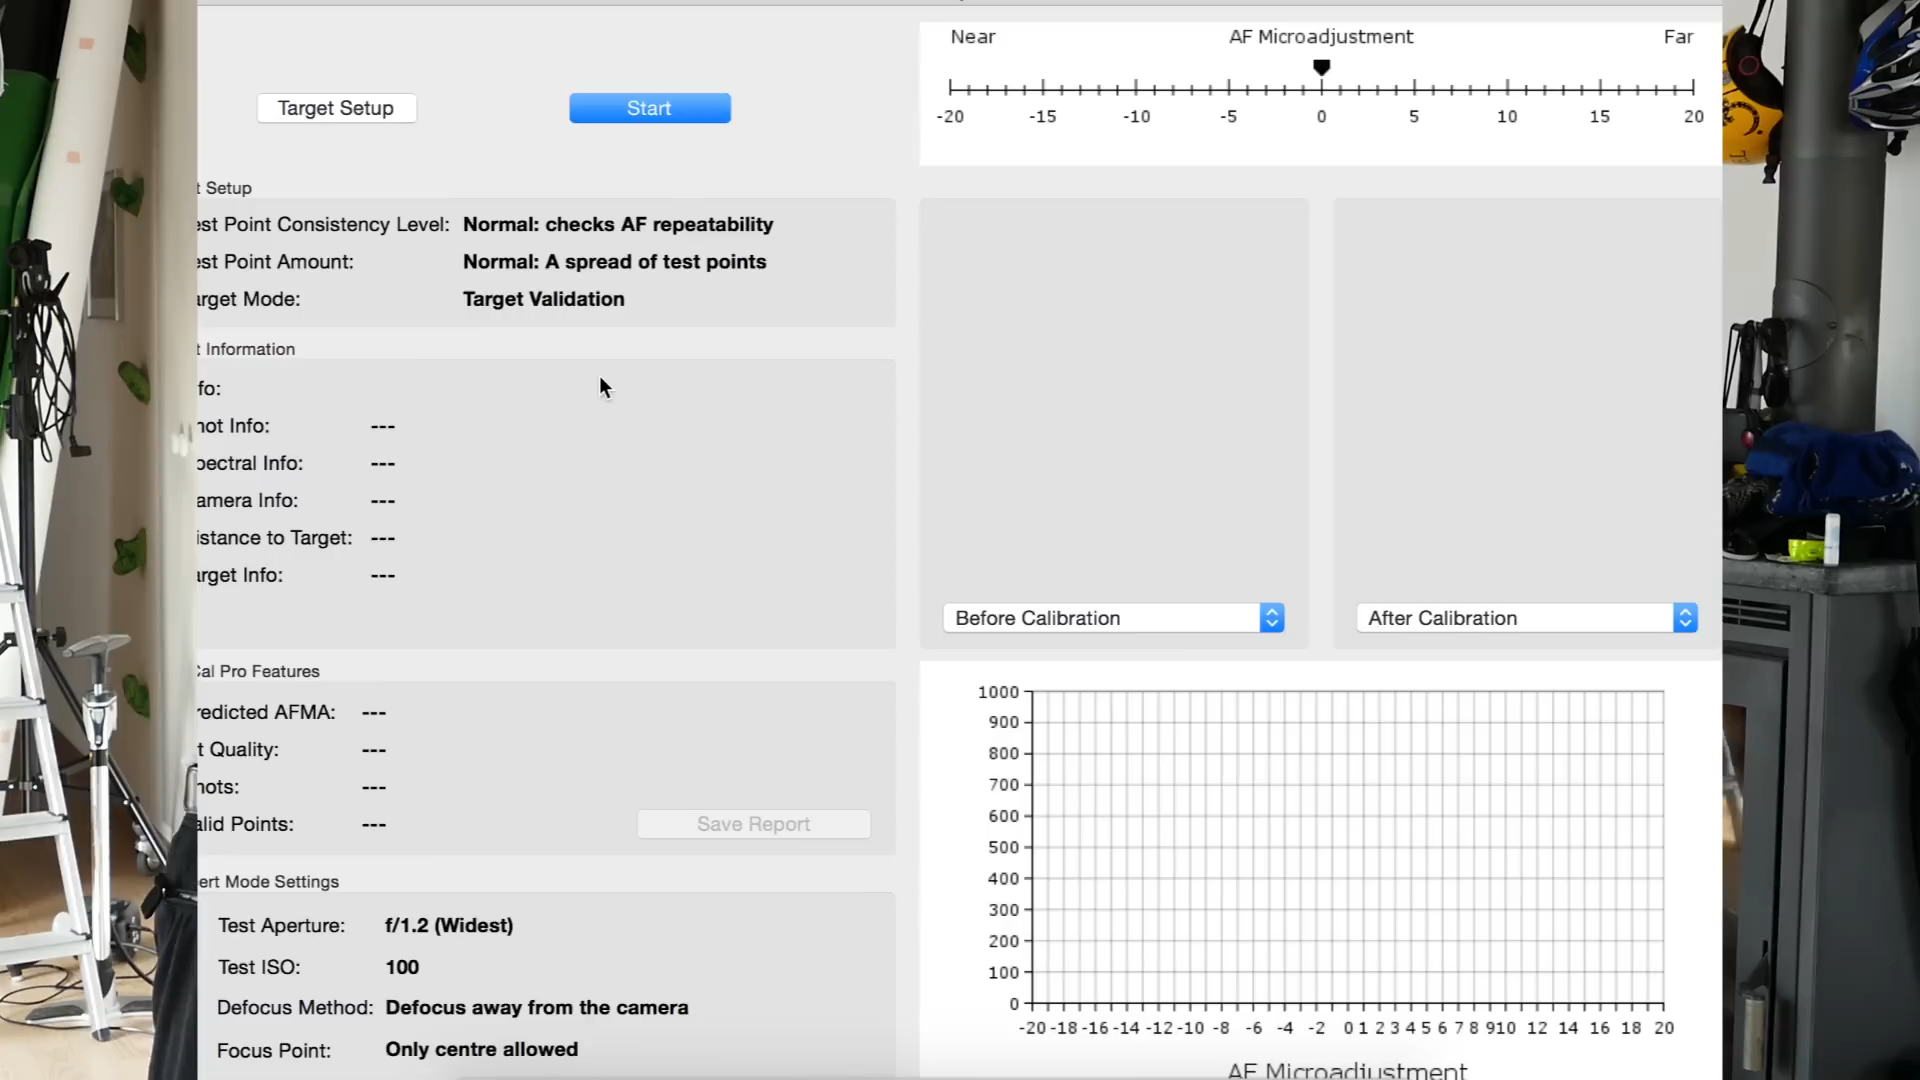 Near AF Microadjustment Far
-20 -15 -10 -5 0 5 10 15 20
Target Setup Start
t Setup
est Point Consistency Level: Normal: checks AF repeatability
est Point Amount: Normal: A spread of test points
arget Mode: Target Validation
t Information
fo:
hot Info: ---
pectral Info: ---
amera Info: ---
istance to Target: ---
arget Info: ---
Before Calibration
After Calibration
Cal Pro Features
redicted AFMA: ---
t Quality: ---
hots: ---
alid Points: ---
Save Report
ert Mode Settings
Test Aperture: f/1.2 (Widest)
Test ISO: 100
Defocus Method: Defocus away from the camera
Focus Point: Only centre allowed
1000
900
800
700
600
500
400
300
200
100
0
-20 -18 -16 -14 -12 -10 -8 -6 -4 -2 0 1 2 3 4 5 6 7 8 9 10 12 14 16 18 20
AF Microadjustment